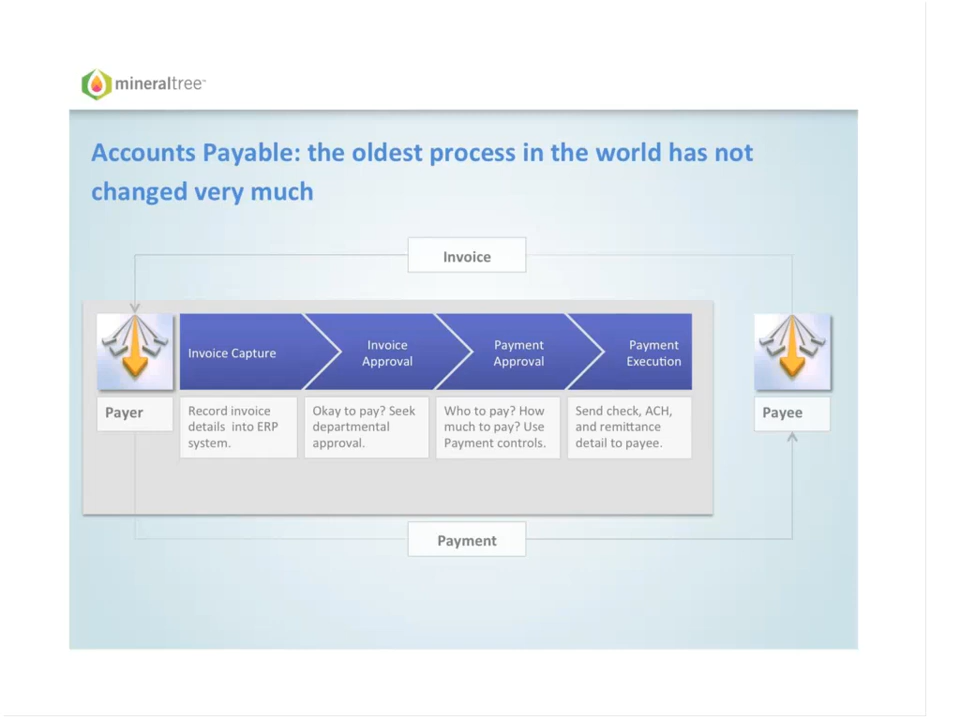 mineraltree™
Accounts Payable: the oldest process in the world has not
changed very much
Invoice
Invoice Capture
Invoice
Approval
Payment
Approval
Payment
Execution
Payer
Record invoice
details into ERP
system.
Okay to pay? Seek
departmental
approval.
Who to pay? How
much to pay? Use
Payment controls.
Send check, ACH,
and remittance
detail to payee.
Payee
Payment